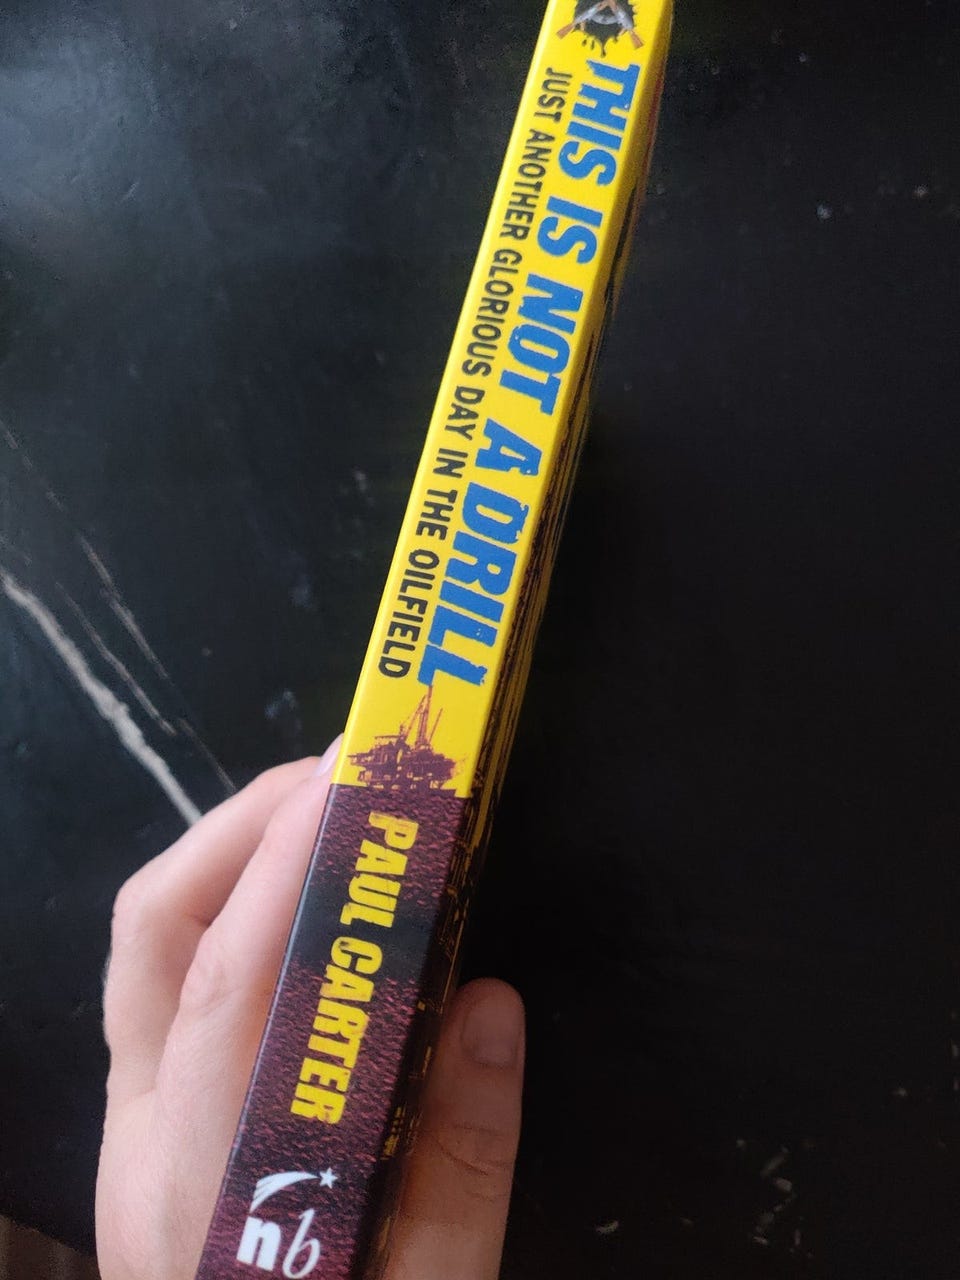 THIS IS NOT A DRILL
JUST ANOTHER GLORIOUS DAY IN THE OILFIELD
PAUL CARTER
nb